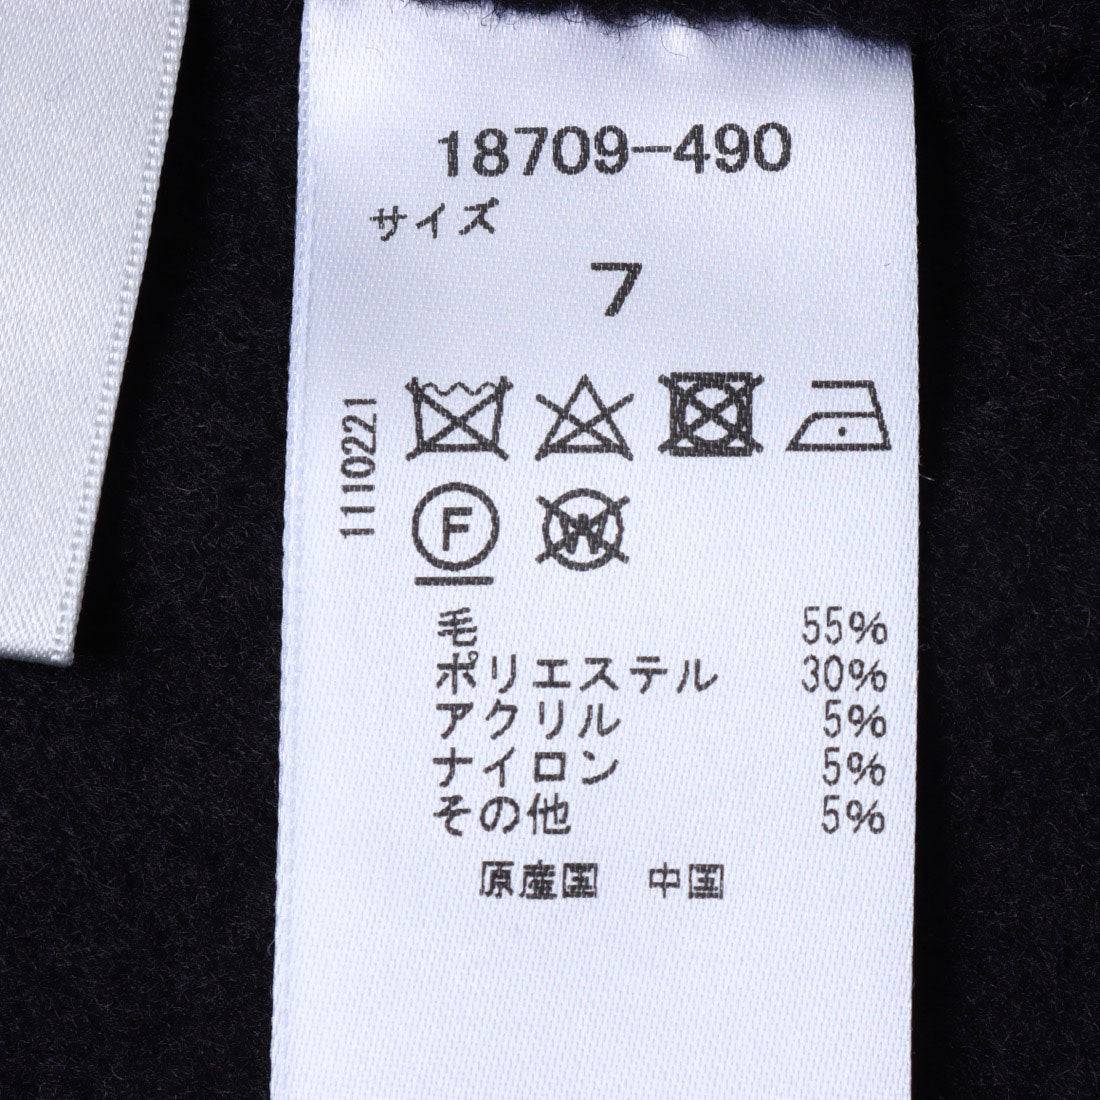 18709-490
サイズ
7
1110221
F
W
毛 55%
ポリエステル 30%
アクリル 5%
ナイロン 5%
その他 5%
原産国 中国